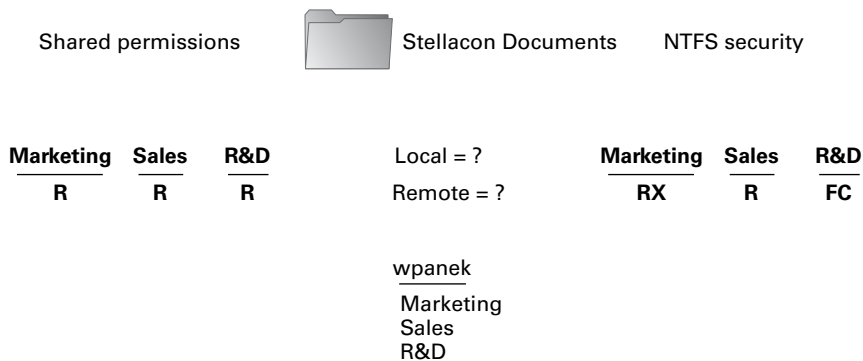 Shared permissions Stellacon Documents NTFS security
Marketing Sales R&D Local = ? Marketing Sales R&D
R R R Remote = ? RX R FC
wpanek
Marketing
Sales
R&D